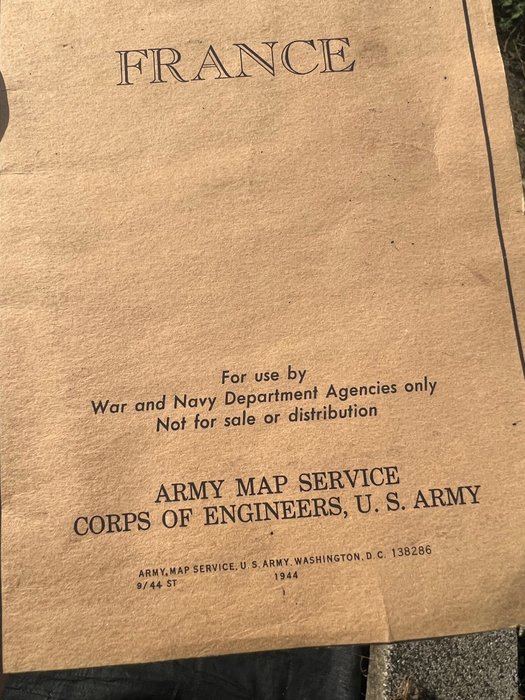 FRANCE
For use by
War and Navy Department Agencies only
Not for sale or distribution
ARMY MAP SERVICE
CORPS OF ENGINEERS, U. S. ARMY
ARMY MAP SERVICE, U. S. ARMY, WASHINGTON, D. C. 138286
9/44 ST 1944